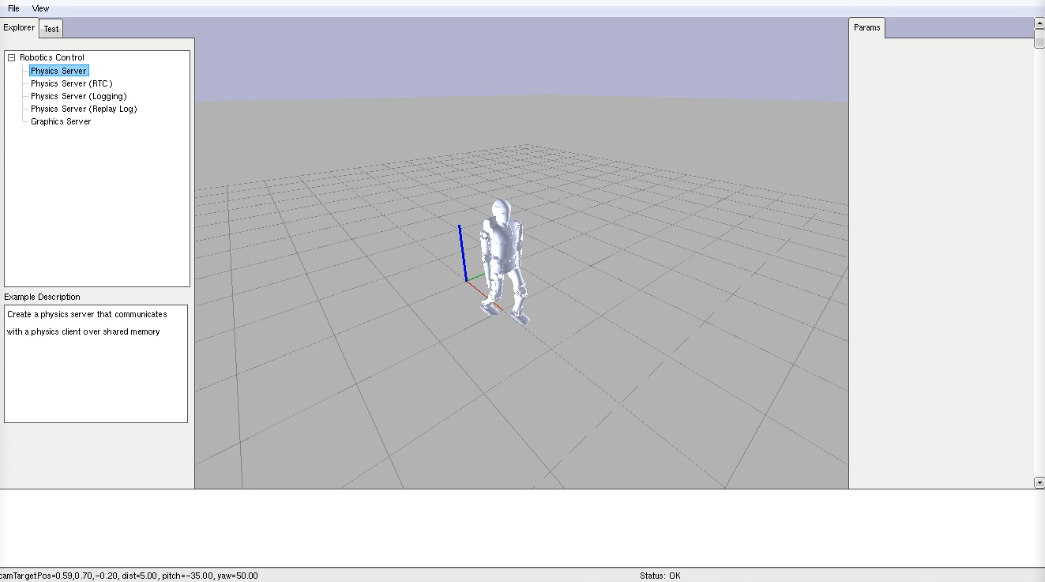 File View
Explorer Test
Params
Robotics Control
Physics Server
Physics Server (RTC)
Physics Server (Logging)
Physics Server (Replay Log)
Graphics Server
Example Description
Create a physics server that communicates
with a physics client over shared memory
camTargetPos=0.59,0.70,-0.20, dist=5.00, pitch=-35.00, yaw=50.00
Status: OK